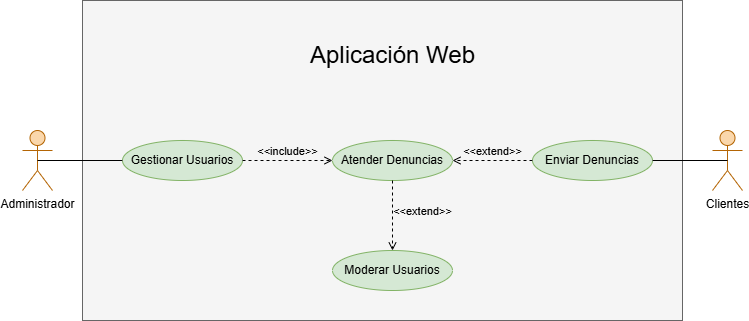 Aplicación Web
Gestionar Usuarios
<<include>>
Atender Denuncias
<<extend>>
Enviar Denuncias
Administrador
Clientes
<<extend>>
Moderar Usuarios